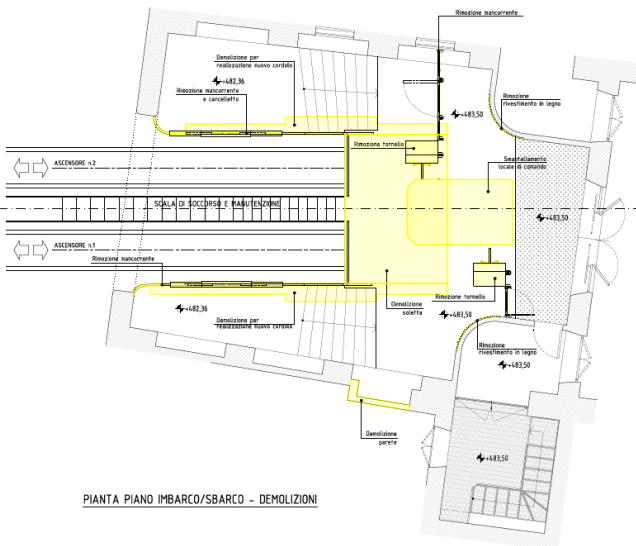 Rimozione mancorrente
Demolizione per
realizzazione nuovo cordolo
+482,36
Rimozione mancorrente
e cancelletto
Rimozione
rivestimento in legno
+483,50
Rimozione tornello
ASCENSORE n.2
Smantellamento
locale di comando
SCALA DI SOCCORSO E MANUTENZIONE
+483,50
ASCENSORE n.1
Rimozione mancorrente
+482,36
Demolizione per
realizzazione nuovo cordolo
Demolizione
soletta
Rimozione tornello
+483,50
Rimozione
rivestimento in legno
+483,50
Demolizione
parete
+483,50
PIANTA PIANO IMBARCO/SBARCO - DEMOLIZIONI